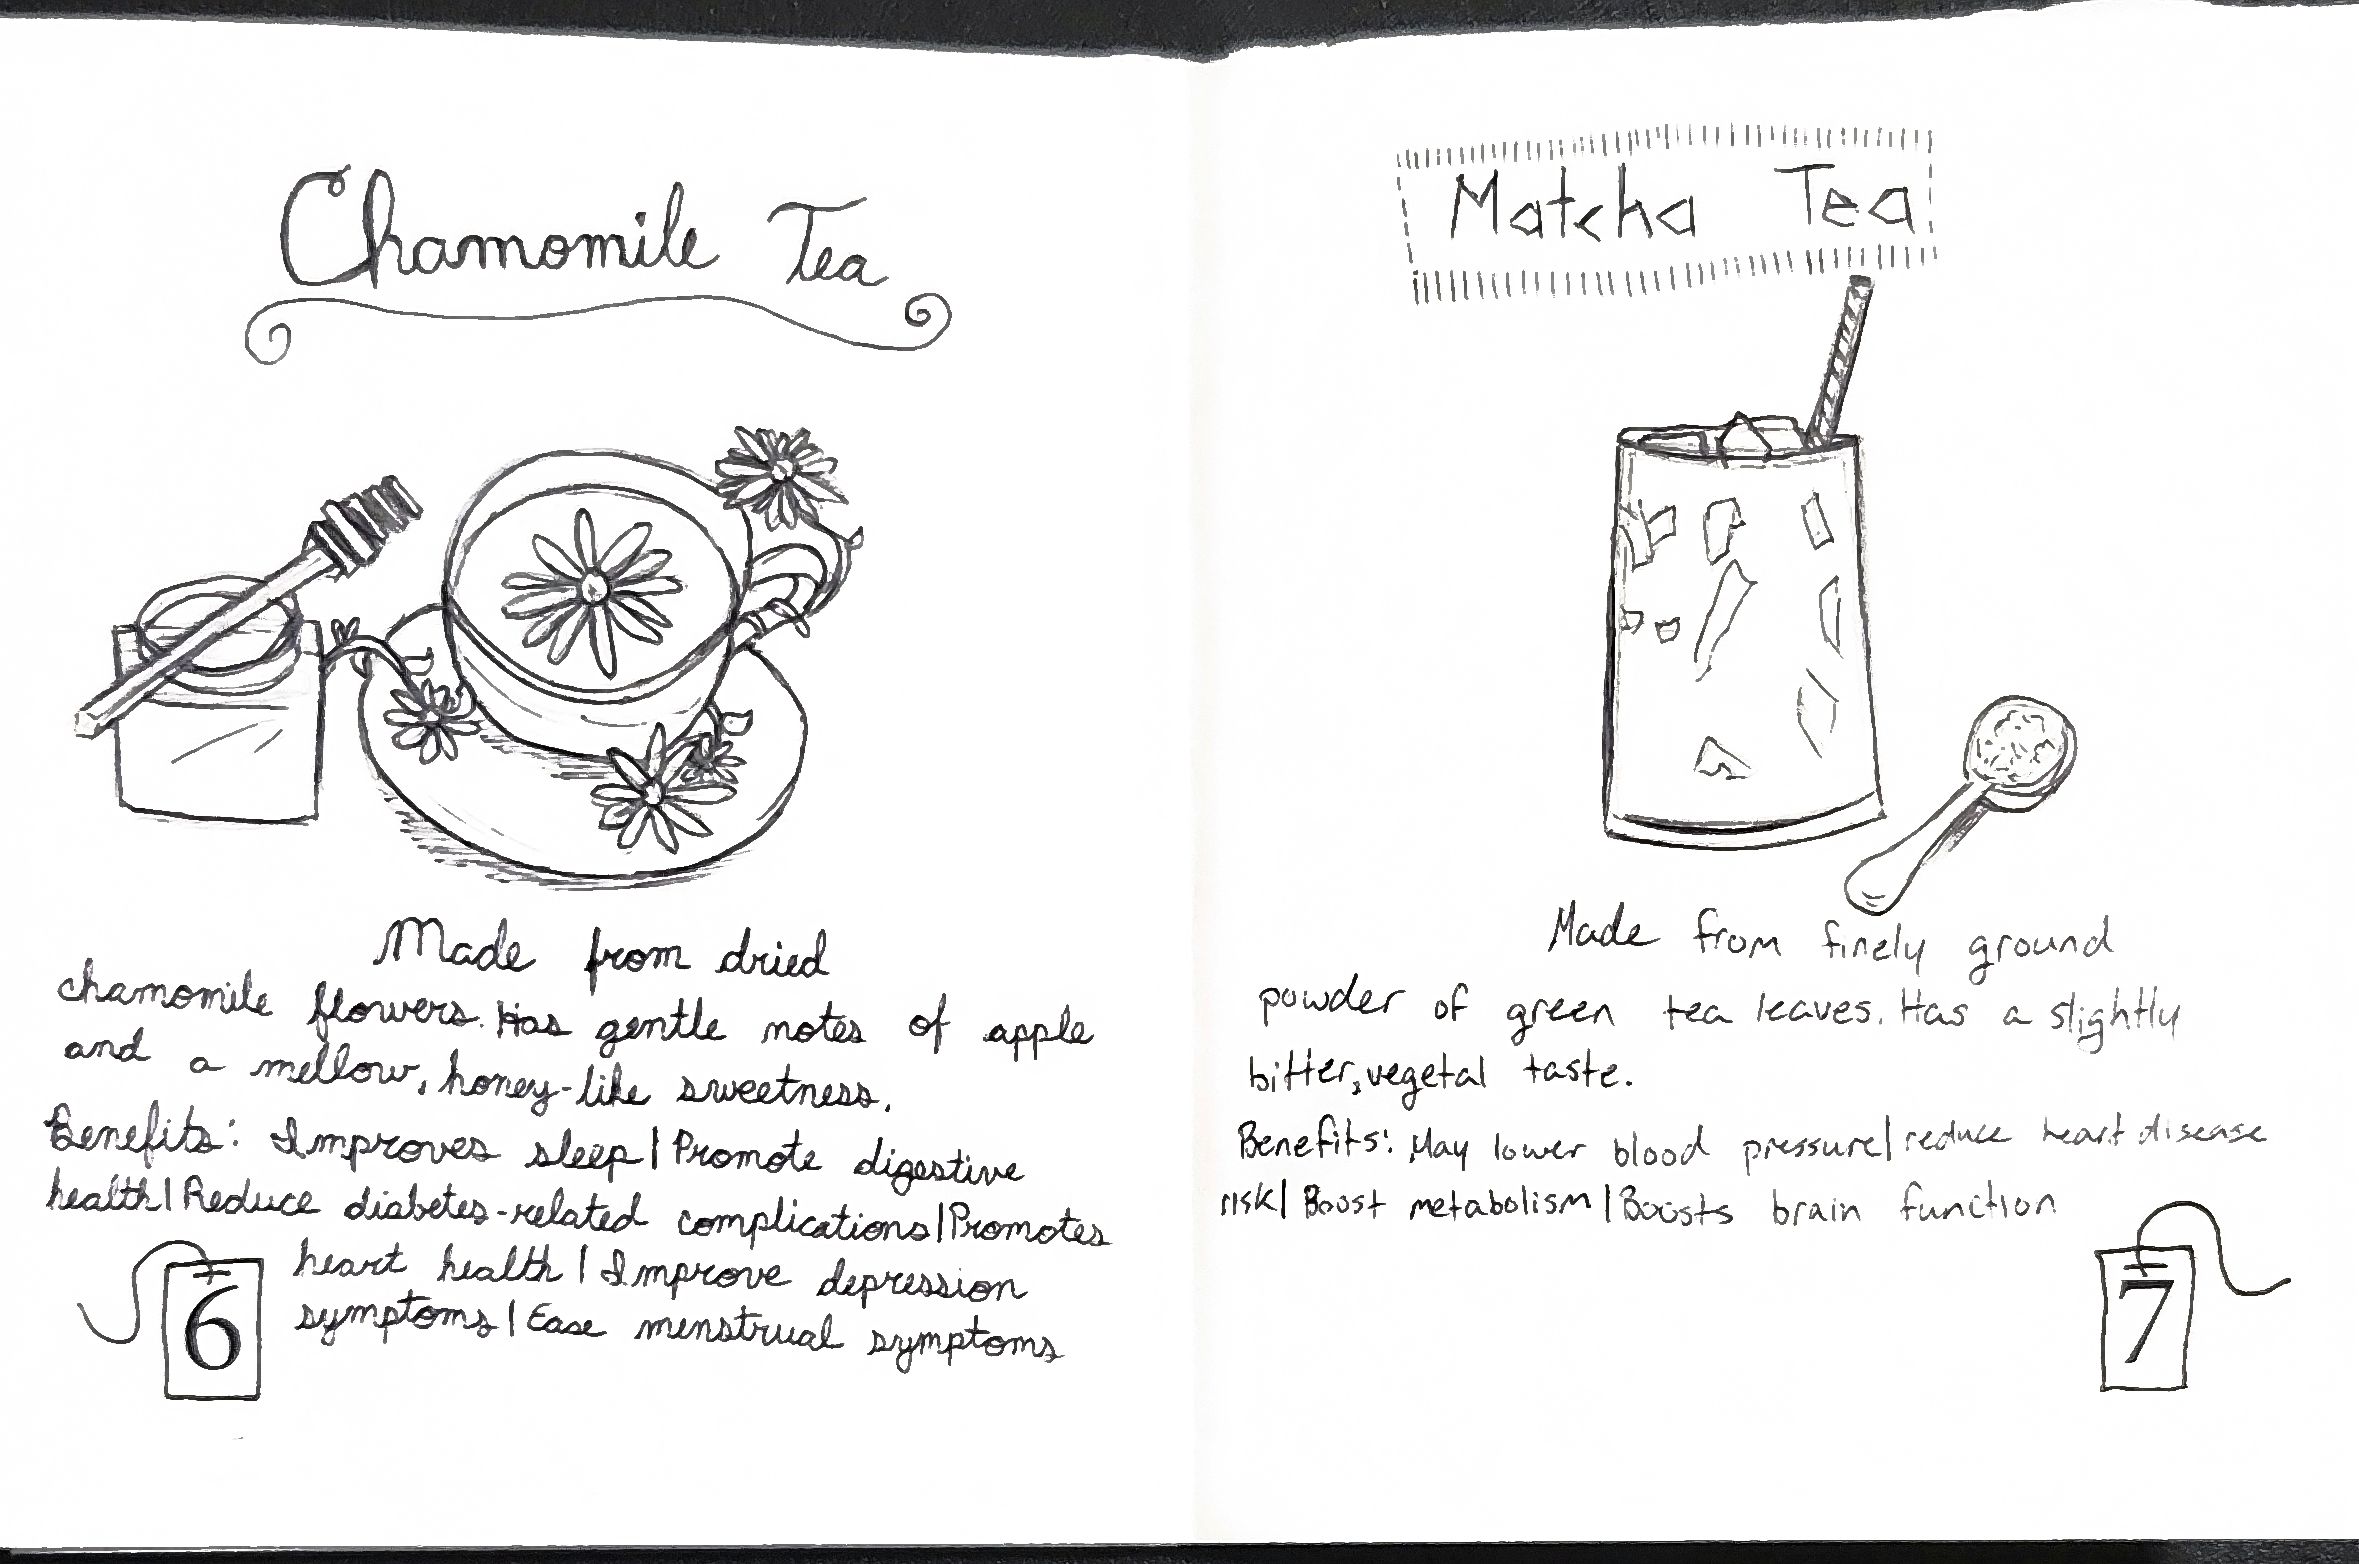 Chamomile Tea
Made from dried
chamomile flowers. Has gentle notes of apple
and a mellow, honey-like sweetness.
Benefits: Improves sleep | Promote digestive
health | Reduce diabetes-related complications | Promotes
heart health | Improve depression
symptoms | Ease menstrual symptoms
6
Matcha Tea
Made from finely ground
powder of green tea leaves. Has a slightly
bitter, vegetal taste.
Benefits: May lower blood pressure | reduce heart disease
risk | Boost metabolism | Boosts brain function
7